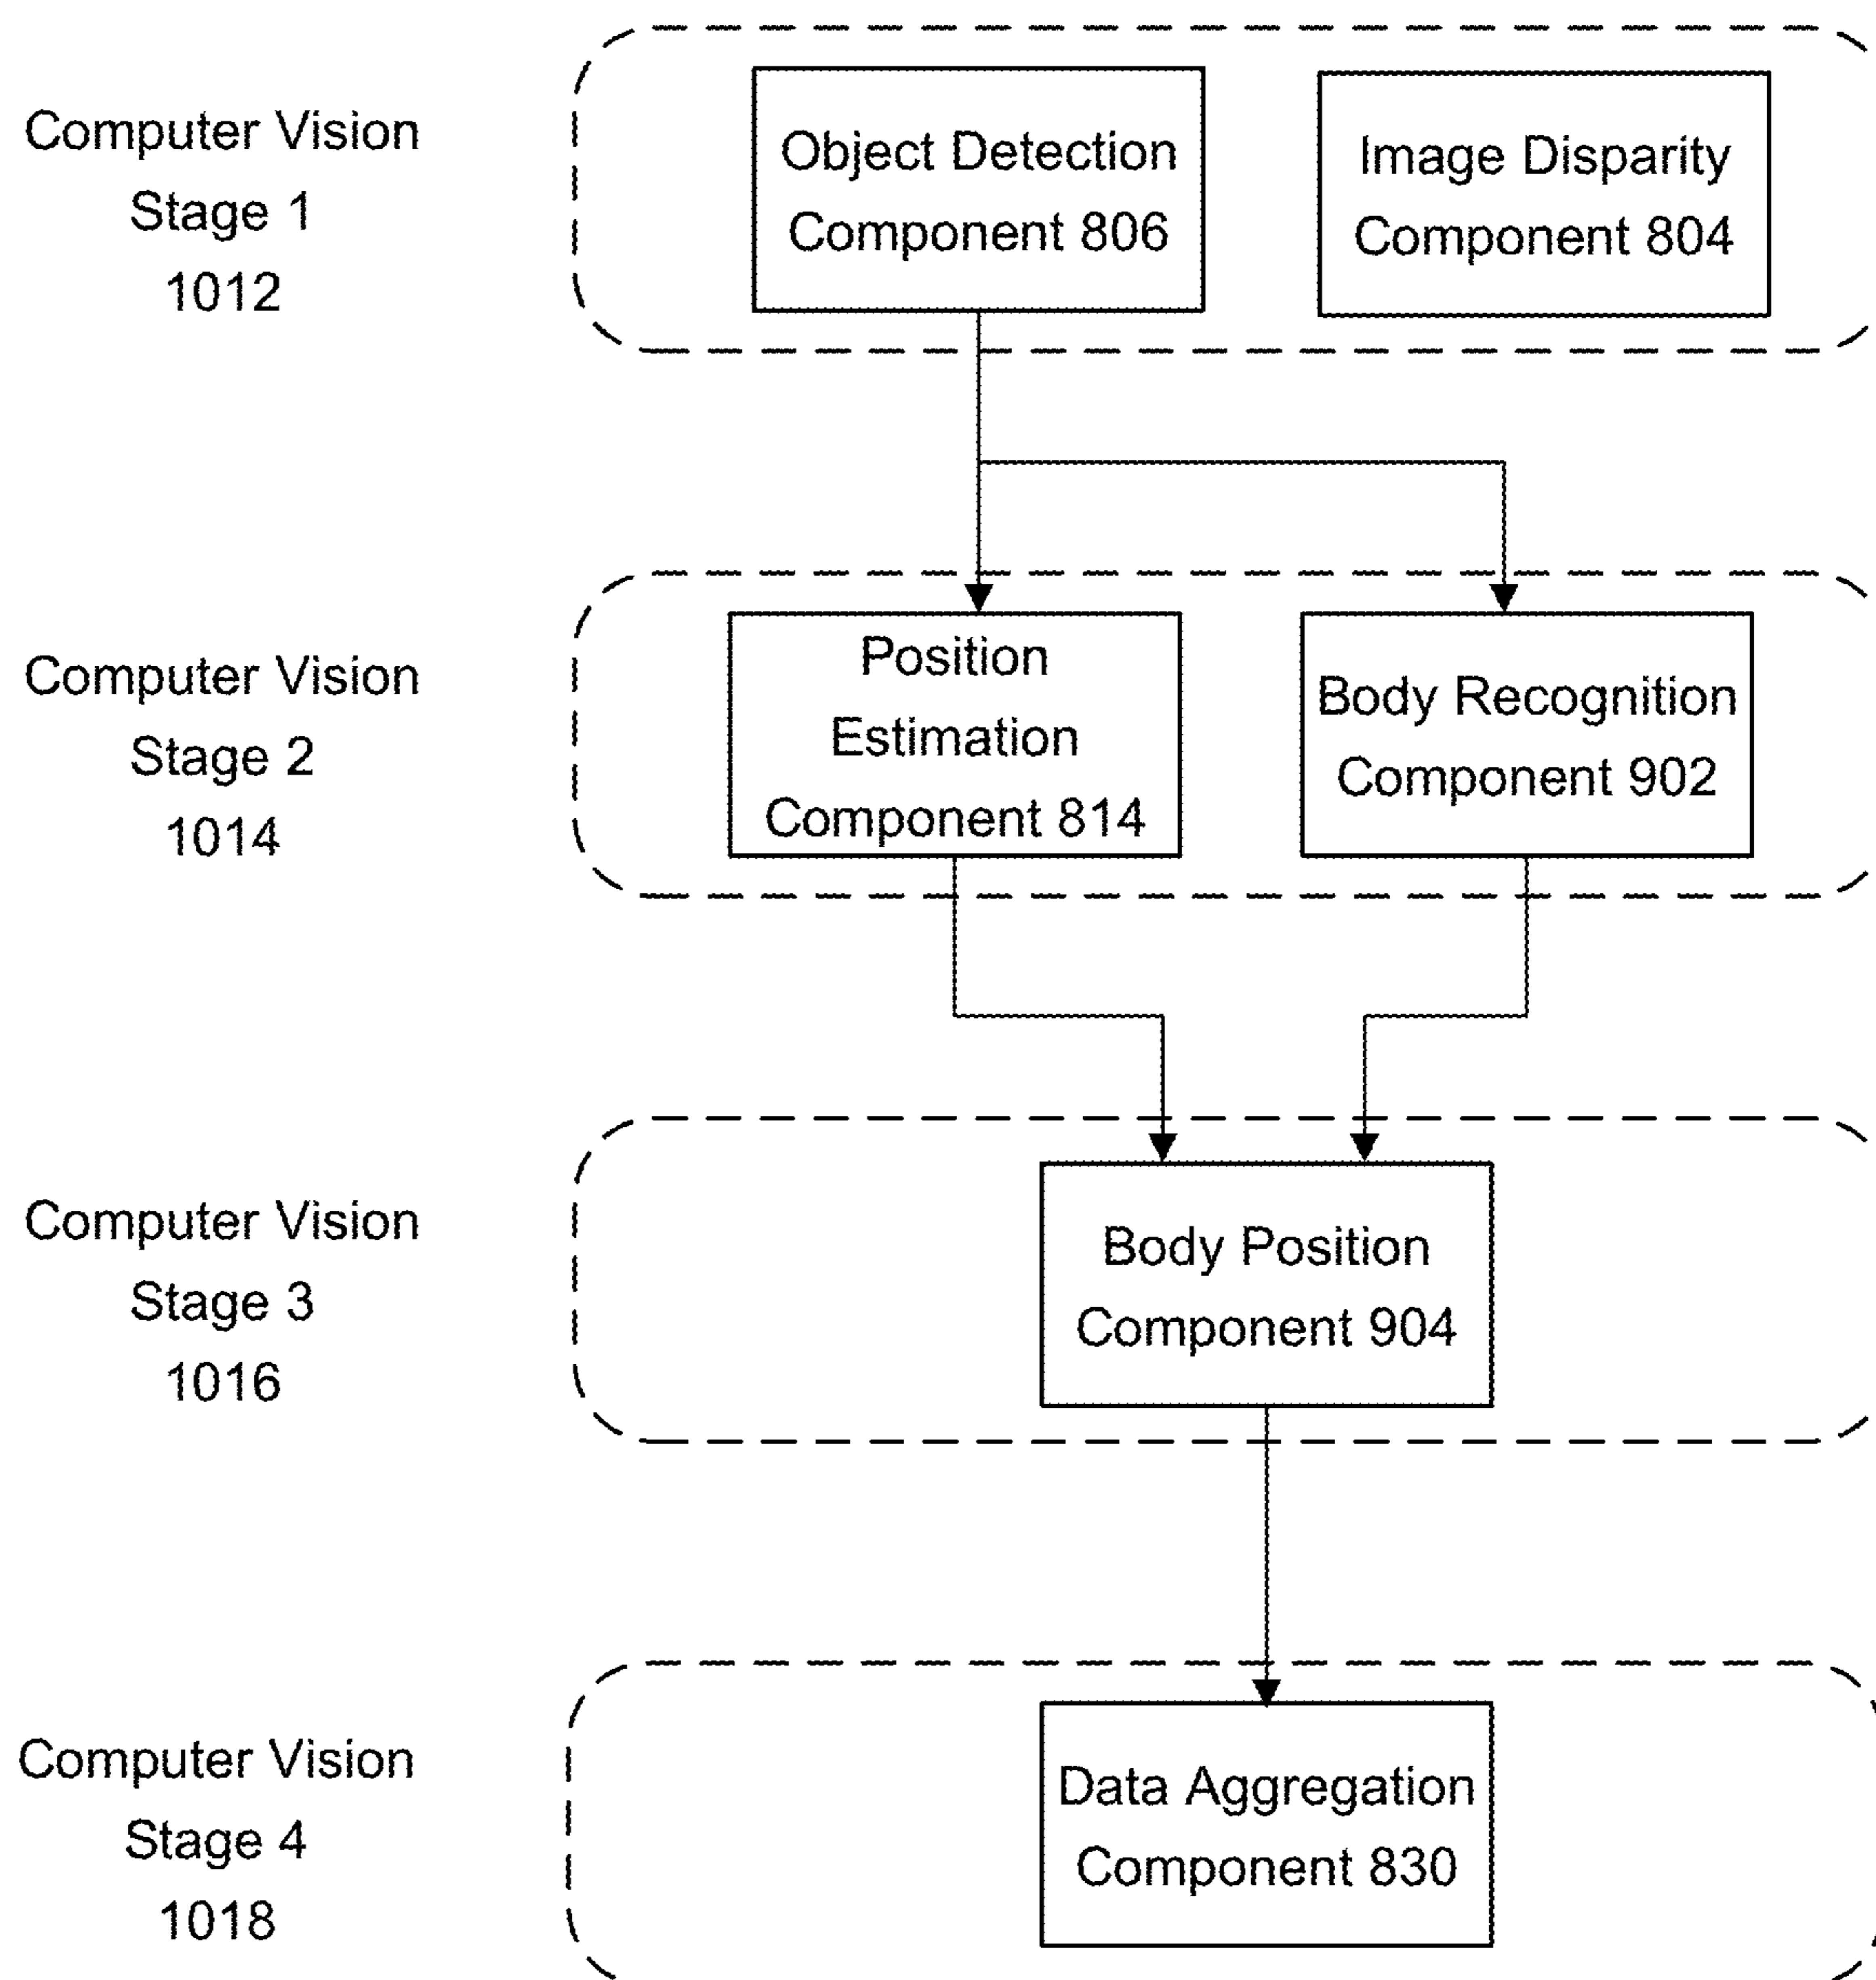 Computer Vision
Stage 1
1012
Object Detection
Component 806
Image Disparity
Component 804
Computer Vision
Stage 2
1014
Position
Estimation
Component 814
Body Recognition
Component 902
Computer Vision
Stage 3
1016
Body Position
Component 904
Computer Vision
Stage 4
1018
Data Aggregation
Component 830